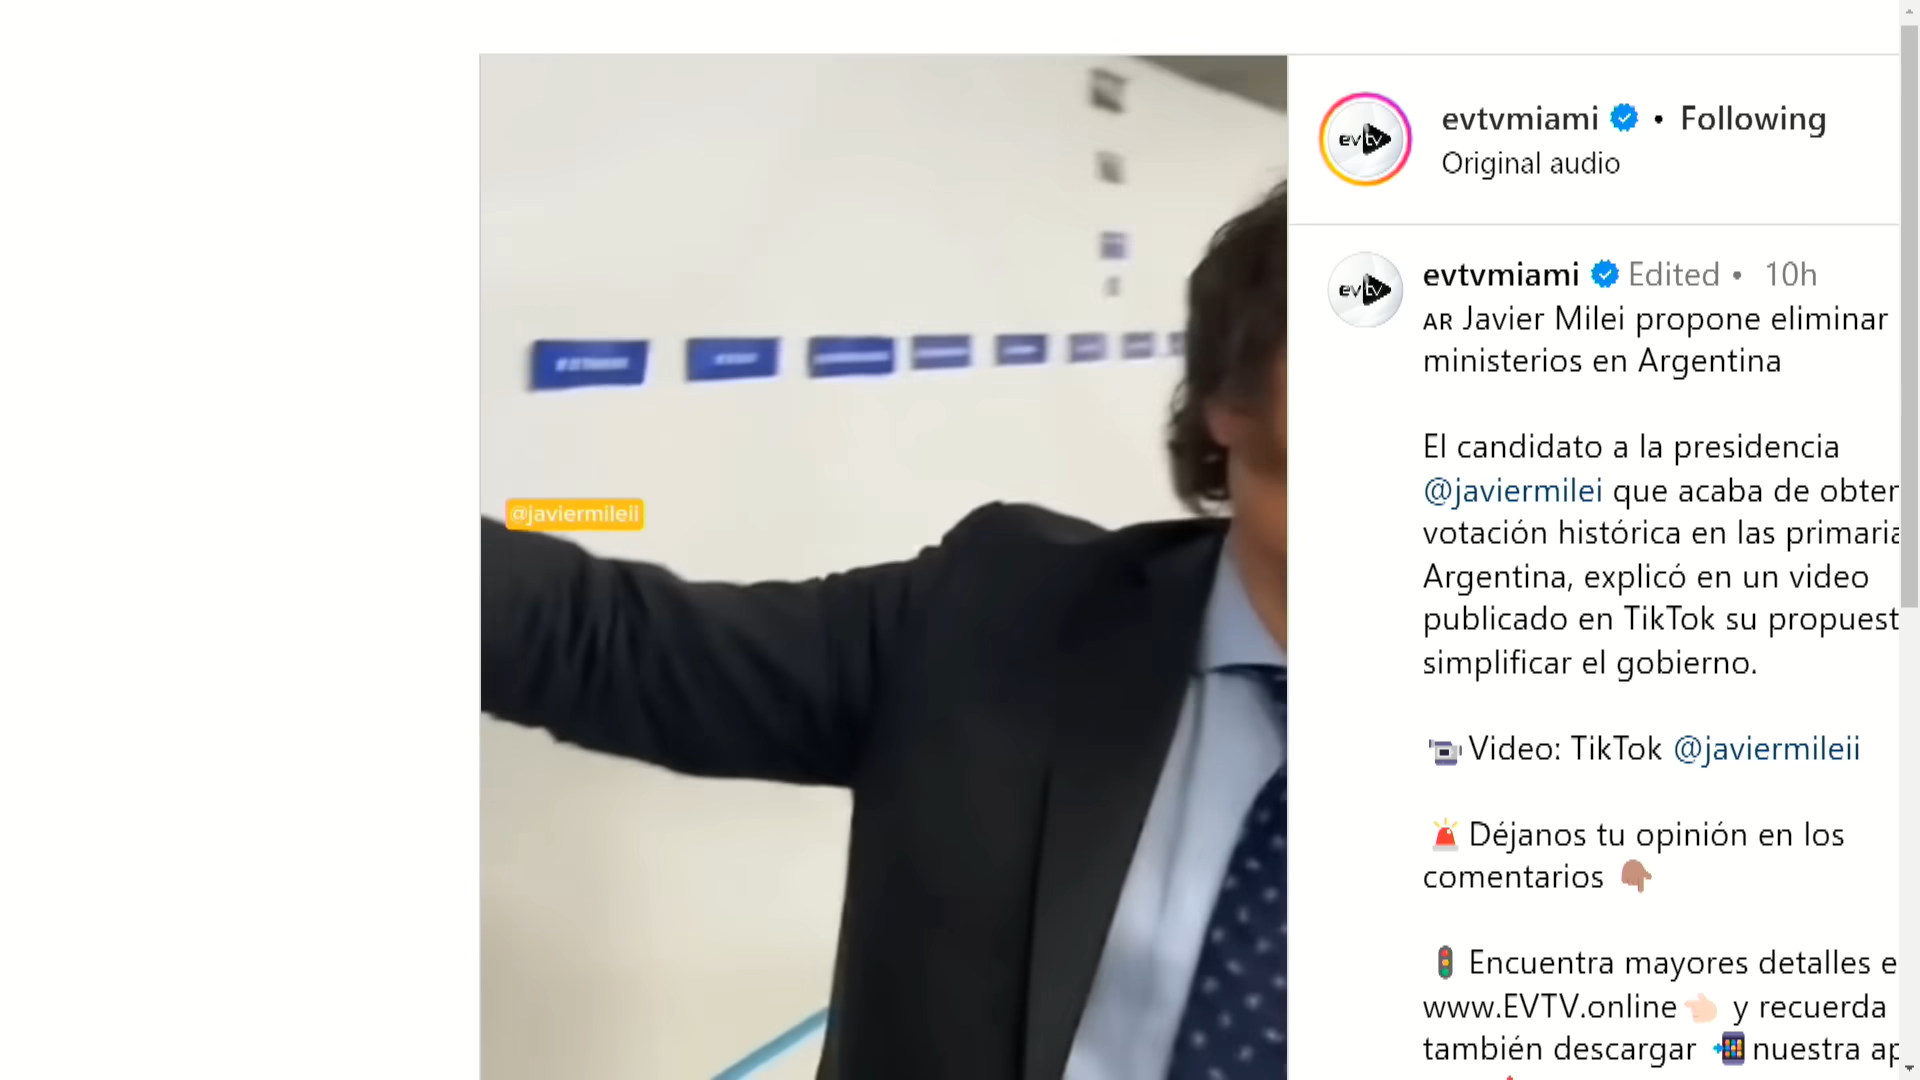 evtvmiami • Following
Original audio
evtv
evtv
evtvmiami Edited • 10h
AR Javier Milei propone eliminar
ministerios en Argentina
El candidato a la presidencia
@javiermilei que acaba de obter
votación histórica en las primaria
Argentina, explicó en un video
publicado en TikTok su propuest
simplificar el gobierno.
Video: TikTok @javiermileii
Déjanos tu opinión en los
comentarios
Encuentra mayores detalles e
www.EVTV.online y recuerda
también descargar nuestra ap
@javiermileii